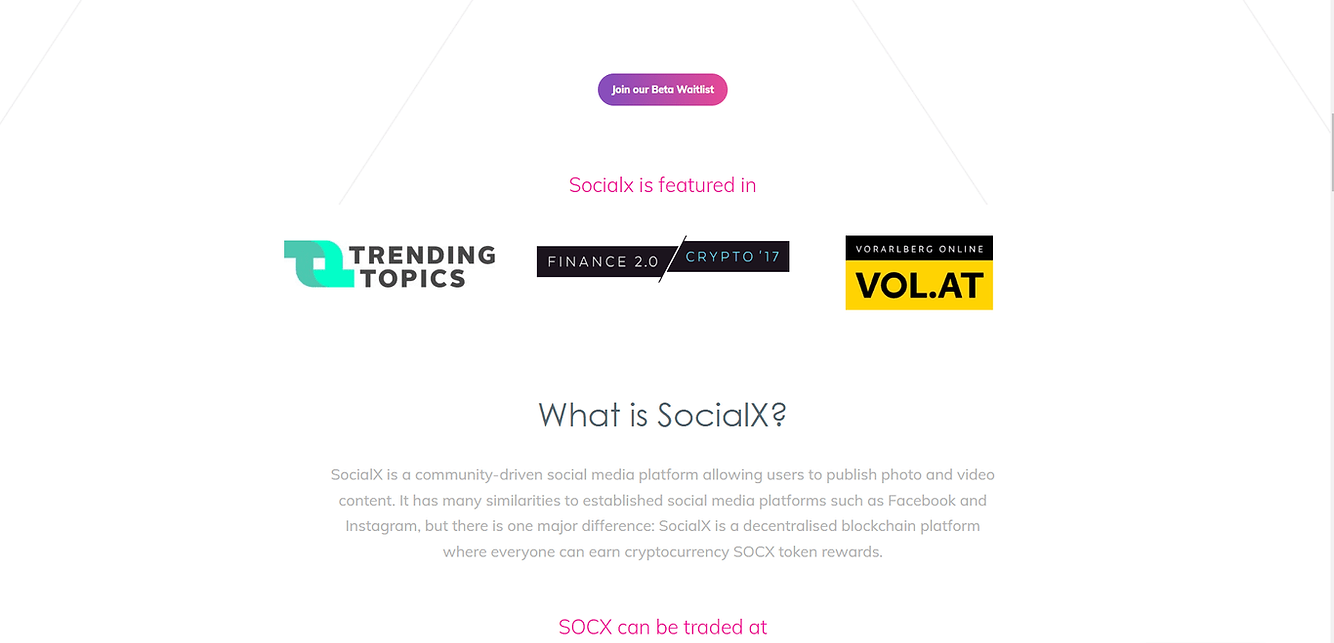 Join our Beta Waitlist
Socialx is featured in
TRENDING
TOPICS
FINANCE 2.0
CRYPTO '17
VORARLBERG ONLINE
VOL.AT
What is SocialX?
SocialX is a community-driven social media platform allowing users to publish photo and video
content. It has many similarities to established social media platforms such as Facebook and
Instagram, but there is one major difference: SocialX is a decentralised blockchain platform
where everyone can earn cryptocurrency SOCX token rewards.
SOCX can be traded at